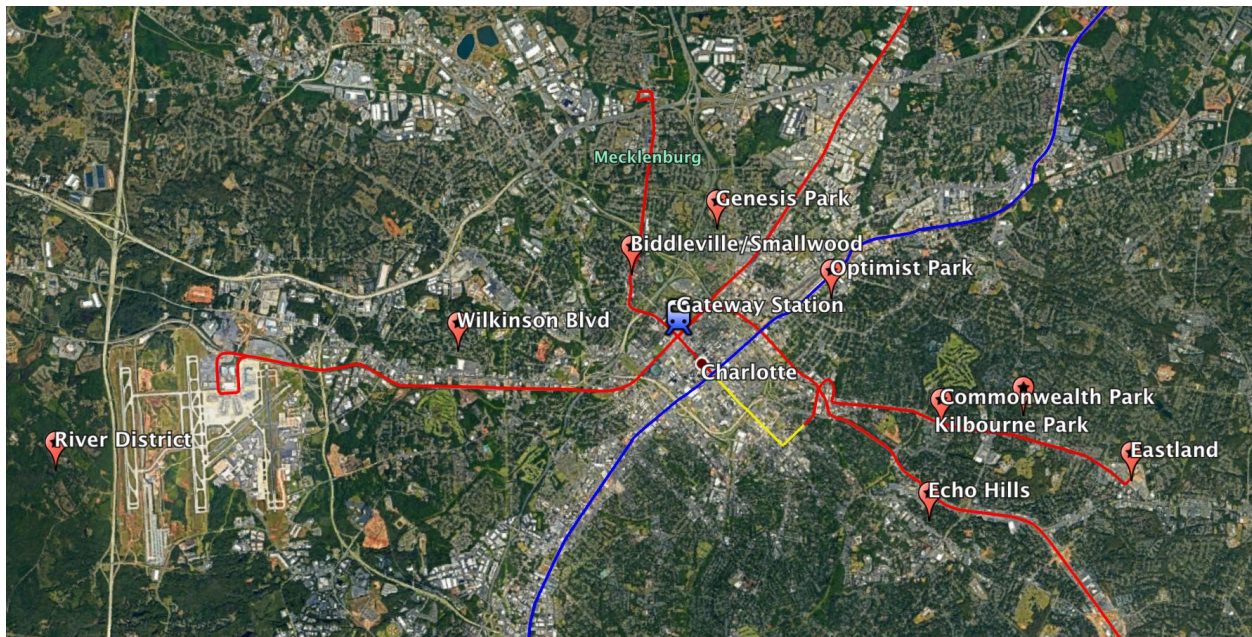 Mecklenburg
Genesis Park
Biddleville/Smallwood
Optimist Park
Gateway Station
Wilkinson Blvd
Charlotte
Commonwealth Park
Kilbourne Park
River District
Eastland
Echo Hills